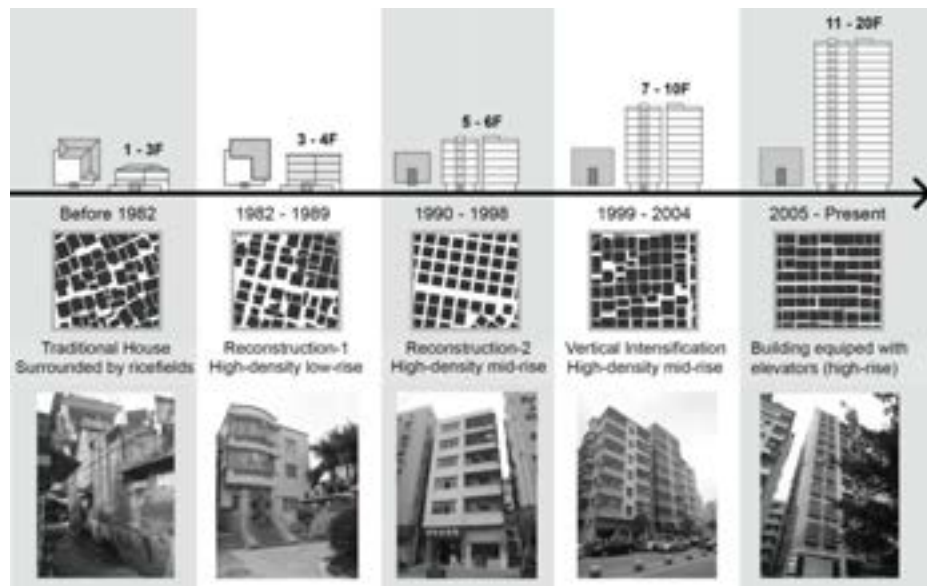 11 - 20F
7 - 10F
5 - 6F
3 - 4F
1 - 3F
Before 1982
1982 - 1989
1990 - 1998
1999 - 2004
2005 - Present
Traditional House
Surrounded by ricefields
Reconstruction-1
High-density low-rise
Reconstruction-2
High-density mid-rise
Vertical Intensification
High-density mid-rise
Building equiped with
elevators (high-rise)